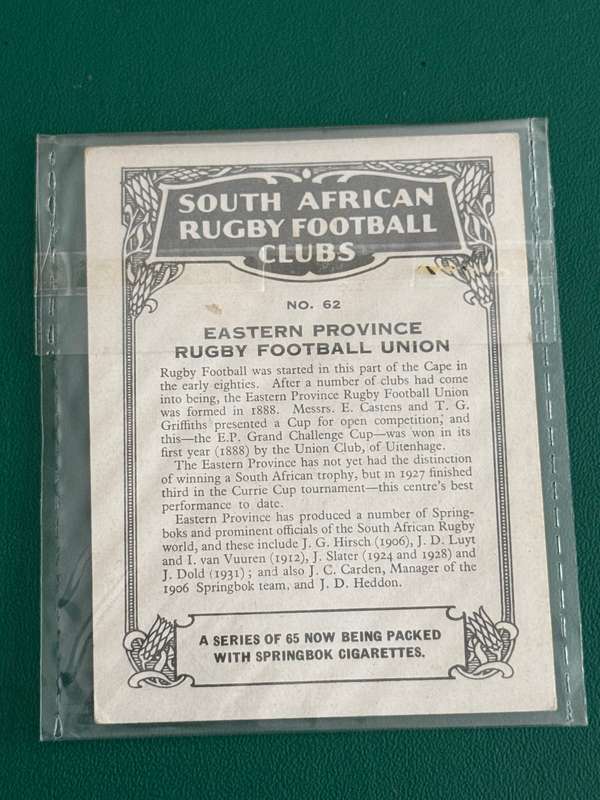 SOUTH AFRICAN
RUGBY FOOTBALL
CLUBS
NO. 62
EASTERN PROVINCE
RUGBY FOOTBALL UNION
Rugby Football was started in this part of the Cape in
the early eighties. After a number of clubs had come
into being, the Eastern Province Rugby Football Union
was formed in 1888. Messrs. E. Castens and T. G.
Griffiths presented a Cup for open competition, and
this—the E.P. Grand Challenge Cup—was won in its
first year (1888) by the Union Club, of Uitenhage.
The Eastern Province has not yet had the distinction
of winning a South African trophy, but in 1927 finished
third in the Currie Cup tournament—this centre's best
performance to date.
Eastern Province has produced a number of Spring-
boks and prominent officials of the South African Rugby
world, and these include J. G. Hirsch (1906), J. D. Luyt
and I. van Vuuren (1912), J. Slater (1924 and 1928) and
J. Dold (1931); and also J. C. Carden, Manager of the
1906 Springbok team, and J. D. Heddon.
A SERIES OF 65 NOW BEING PACKED
WITH SPRINGBOK CIGARETTES.